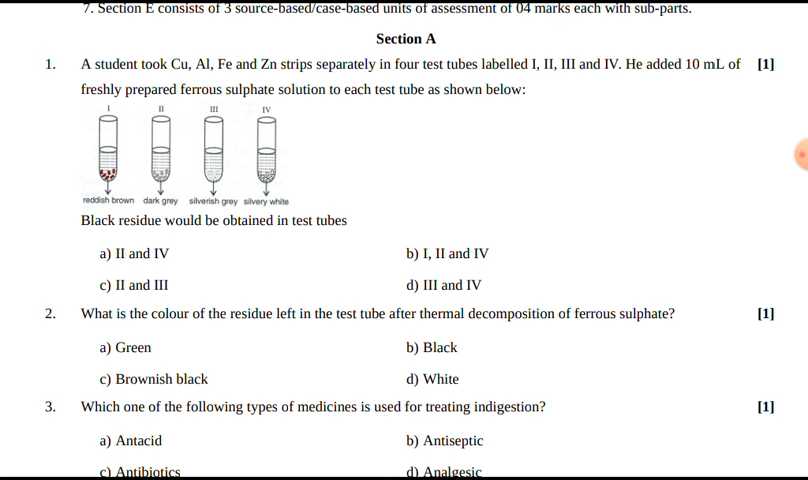 7. Section E consists of 3 source-based/case-based units of assessment of 04 marks each with sub-parts.
Section A
1. A student took Cu, Al, Fe and Zn strips separately in four test tubes labelled I, II, III and IV. He added 10 mL of [1]
freshly prepared ferrous sulphate solution to each test tube as shown below:
I II III IV
reddish brown dark grey silverish grey silvery white
Black residue would be obtained in test tubes
a) II and IV b) I, II and IV
c) II and III d) III and IV
2. What is the colour of the residue left in the test tube after thermal decomposition of ferrous sulphate? [1]
a) Green b) Black
c) Brownish black d) White
3. Which one of the following types of medicines is used for treating indigestion? [1]
a) Antacid b) Antiseptic
c) Antibiotics d) Analgesic